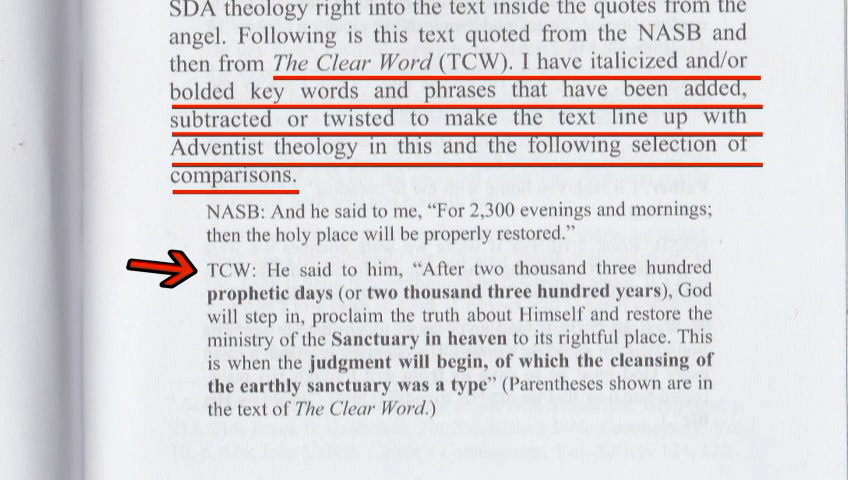 SDA theology right into the text inside the quotes from the
angel. Following is this text quoted from the NASB and
then from The Clear Word (TCW). I have italicized and/or
bolded key words and phrases that have been added,
subtracted or twisted to make the text line up with
Adventist theology in this and the following selection of
comparisons.
NASB: And he said to me, “For 2,300 evenings and mornings;
then the holy place will be properly restored.”
TCW: He said to him, “After two thousand three hundred
prophetic days (or two thousand three hundred years), God
will step in, proclaim the truth about Himself and restore the
ministry of the Sanctuary in heaven to its rightful place. This
is when the judgment will begin, of which the cleansing of
the earthly sanctuary was a type” (Parentheses shown are in
the text of The Clear Word.)